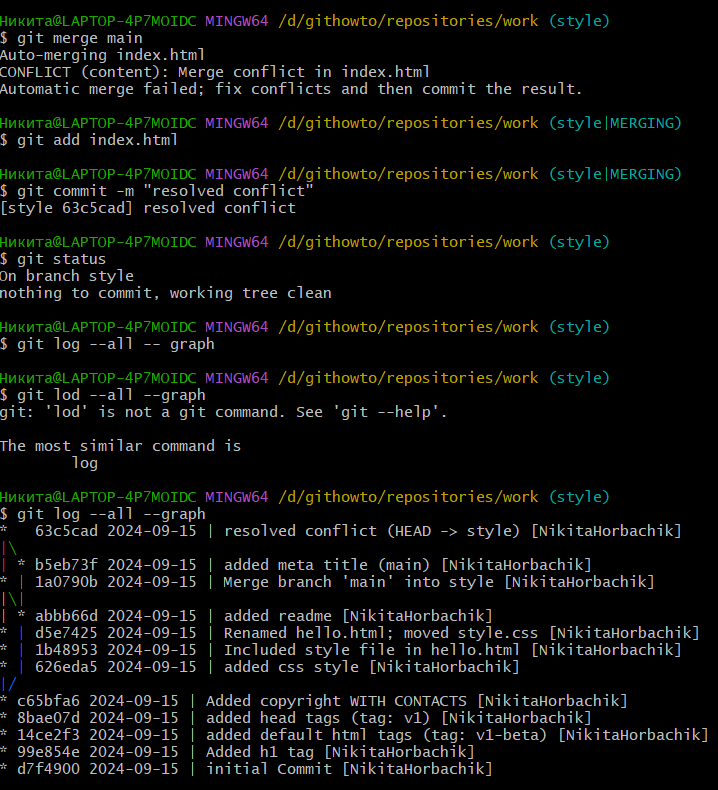 Никита@LAPTOP-4P7MOIDC MINGW64 /d/githowto/repositories/work (style)
$ git merge main
Auto-merging index.html
CONFLICT (content): Merge conflict in index.html
Automatic merge failed; fix conflicts and then commit the result.
Никита@LAPTOP-4P7MOIDC MINGW64 /d/githowto/repositories/work (style|MERGING)
$ git add index.html
Никита@LAPTOP-4P7MOIDC MINGW64 /d/githowto/repositories/work (style|MERGING)
$ git commit -m "resolved conflict"
[style 63c5cad] resolved conflict
Никита@LAPTOP-4P7MOIDC MINGW64 /d/githowto/repositories/work (style)
$ git status
On branch style
nothing to commit, working tree clean
Никита@LAPTOP-4P7MOIDC MINGW64 /d/githowto/repositories/work (style)
$ git log --all -- graph
Никита@LAPTOP-4P7MOIDC MINGW64 /d/githowto/repositories/work (style)
$ git lod --all --graph
git: 'lod' is not a git command. See 'git --help'.
The most similar command is
        log
Никита@LAPTOP-4P7MOIDC MINGW64 /d/githowto/repositories/work (style)
$ git log --all --graph
*   63c5cad 2024-09-15 | resolved conflict (HEAD -> style) [NikitaHorbachik]
|\
| * b5eb73f 2024-09-15 | added meta title (main) [NikitaHorbachik]
* | 1a0790b 2024-09-15 | Merge branch 'main' into style [NikitaHorbachik]
|\|
| * abbb66d 2024-09-15 | added readme [NikitaHorbachik]
* | d5e7425 2024-09-15 | Renamed hello.html; moved style.css [NikitaHorbachik]
* | 1b48953 2024-09-15 | Included style file in hello.html [NikitaHorbachik]
* | 626eda5 2024-09-15 | added css style [NikitaHorbachik]
|/
* c65bfa6 2024-09-15 | Added copyright WITH CONTACTS [NikitaHorbachik]
* 8bae07d 2024-09-15 | added head tags (tag: v1) [NikitaHorbachik]
* 14ce2f3 2024-09-15 | added default html tags (tag: v1-beta) [NikitaHorbachik]
* 99e854e 2024-09-15 | Added h1 tag [NikitaHorbachik]
* d7f4900 2024-09-15 | initial Commit [NikitaHorbachik]